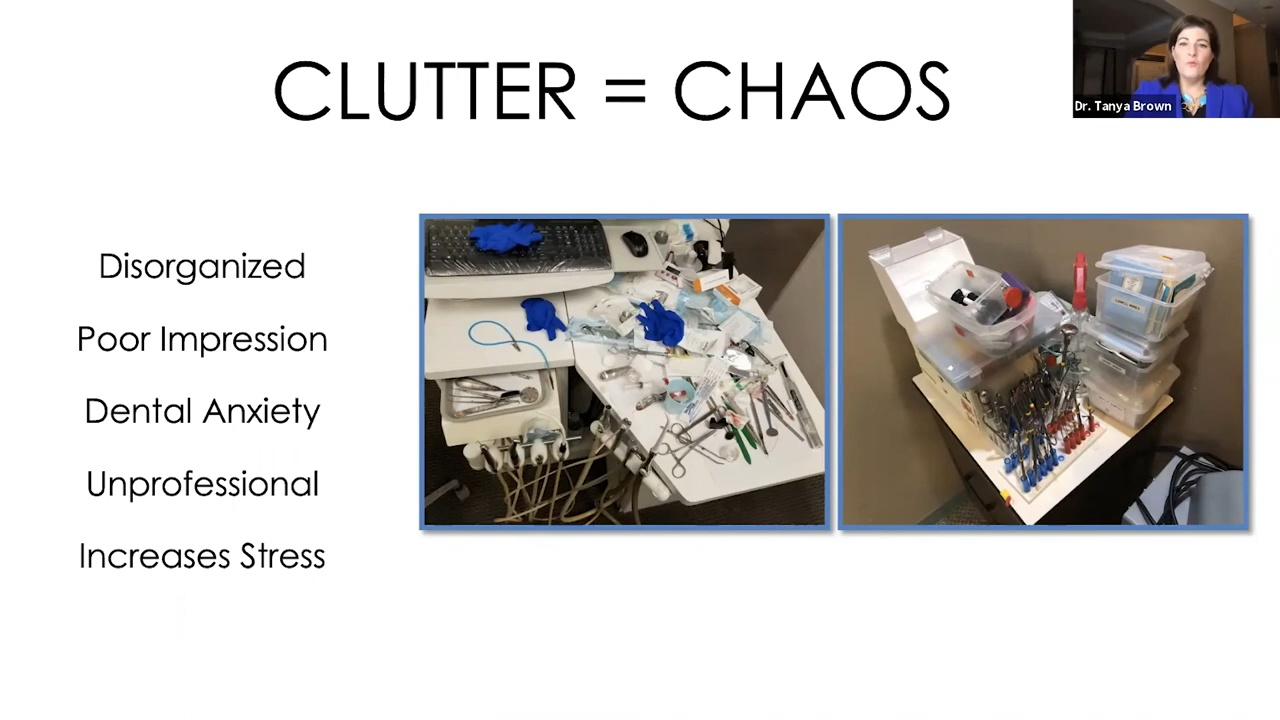 CLUTTER = CHAOS
Dr. Tanya Brown
Disorganized
Poor Impression
Dental Anxiety
Unprofessional
Increases Stress